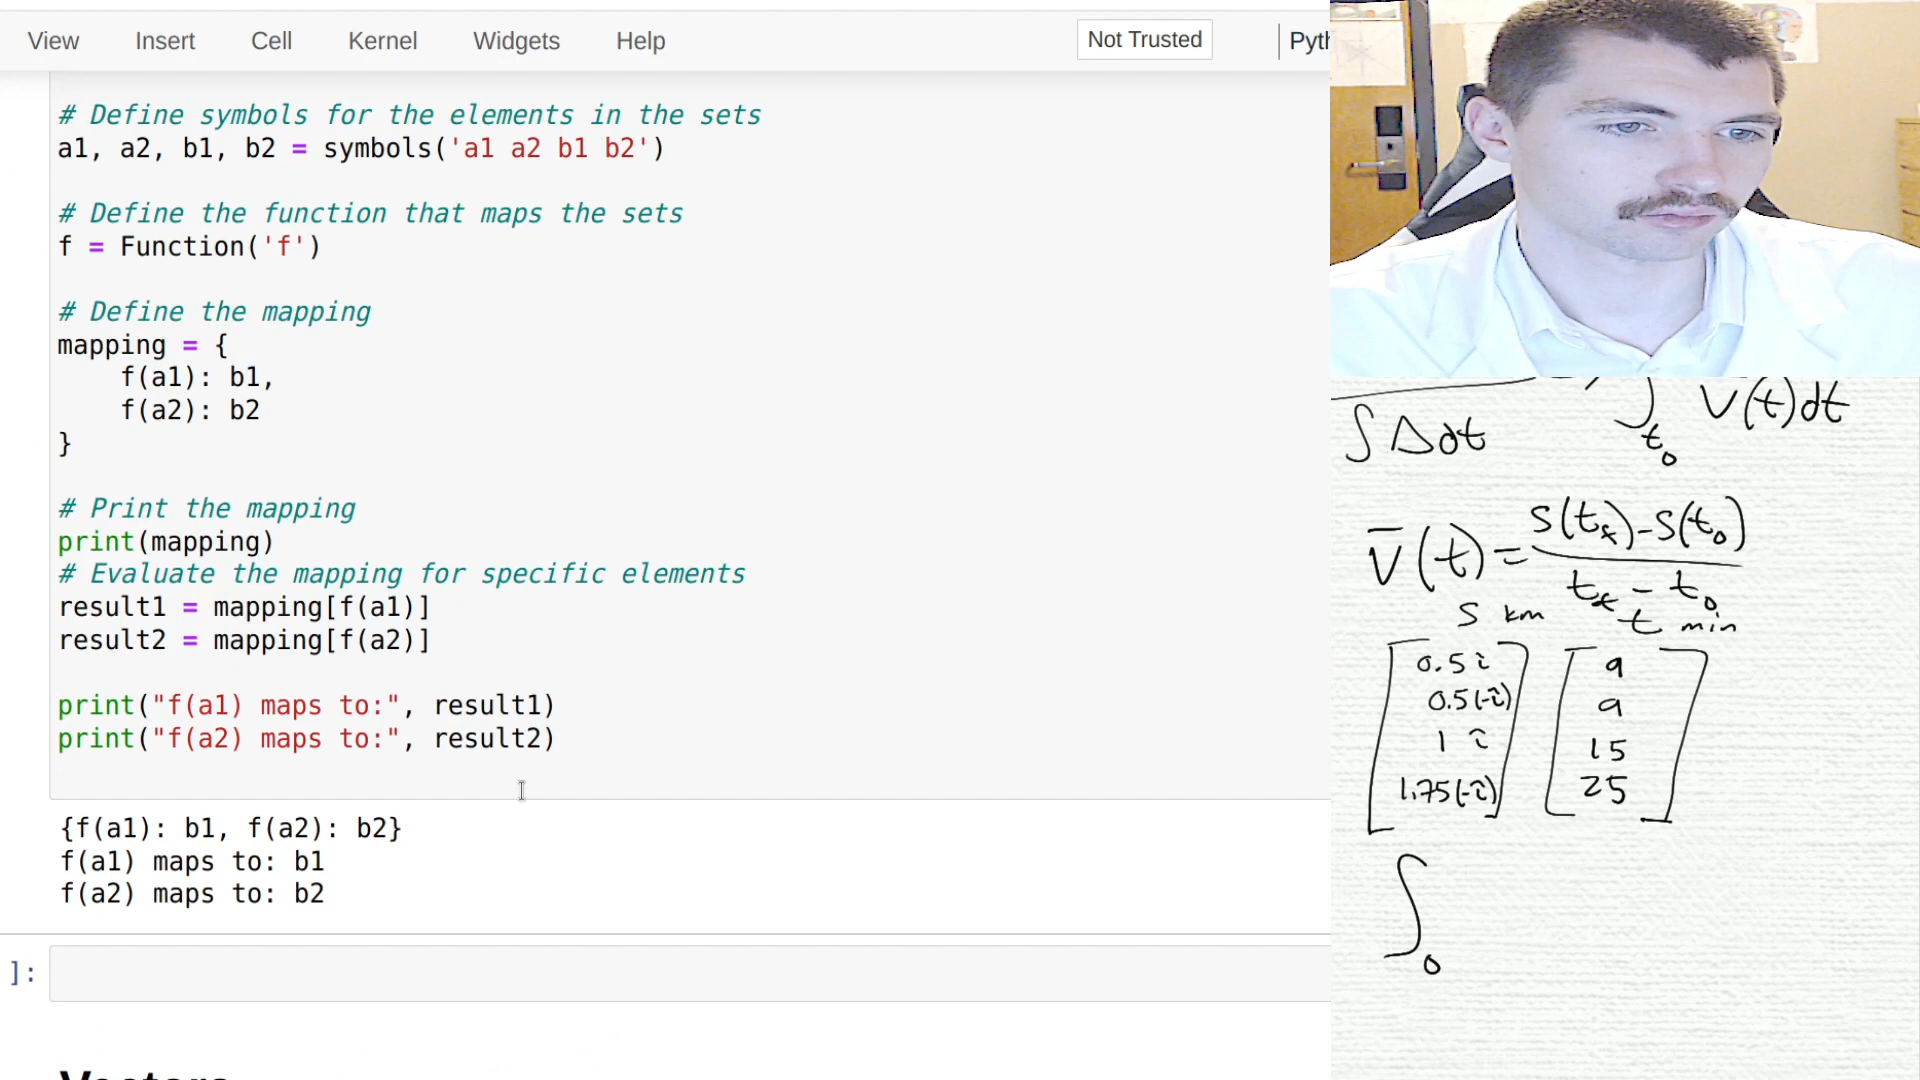 View Insert Cell Kernel Widgets Help Not Trusted Pyth
# Define symbols for the elements in the sets
a1, a2, b1, b2 = symbols('a1 a2 b1 b2')
# Define the function that maps the sets
f = Function('f')
# Define the mapping
mapping = {
f(a1): b1,
f(a2): b2
}
# Print the mapping
print(mapping)
# Evaluate the mapping for specific elements
result1 = mapping[f(a1)]
result2 = mapping[f(a2)]
print("f(a1) maps to:", result1)
print("f(a2) maps to:", result2)
{f(a1): b1, f(a2): b2}
f(a1) maps to: b1
f(a2) maps to: b2
]:
Vectors
∫ Δdt ∫ t₀ V(t)dt
v̄(t) = (s(tₓ)-s(t₀)) / (tₓ - t₀)
s km t min
0.5 î 9
0.5(-î) 9
1 î 15
1.75(-î) 25
∫ 0